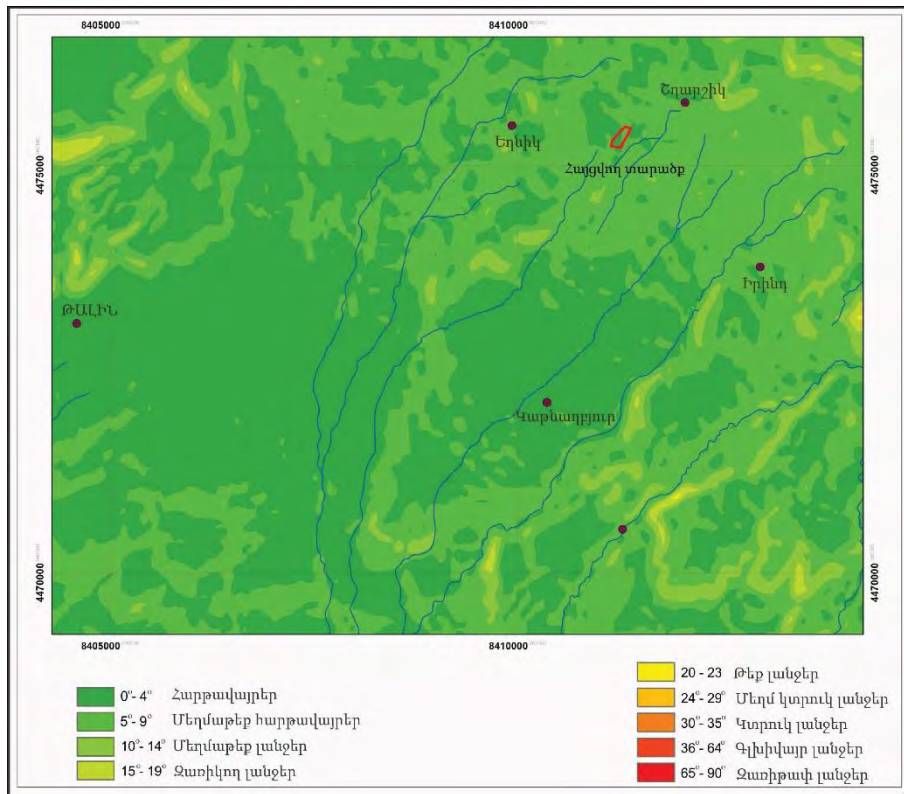 8405000 8410000
Շղարշիկ
Եղնիկ
Հայցվող տարածք
4475000 4475000
Իրինդ
ԹԱԼԻՆ
Կաթնաղբյուր
4470000 4470000
8405000 8410000
0°- 4° Հարթավայրեր
5°- 9° Մեղմաթեք հարթավայրեր
10°- 14° Մեղմաթեք լանջեր
15°- 19° Զառիկող լանջեր
20 - 23 Թեք լանջեր
24°- 29° Մեղմ կտրուկ լանջեր
30°- 35° Կտրուկ լանջեր
36°- 64° Գլխիվայր լանջեր
65°- 90° Զառիթափ լանջեր